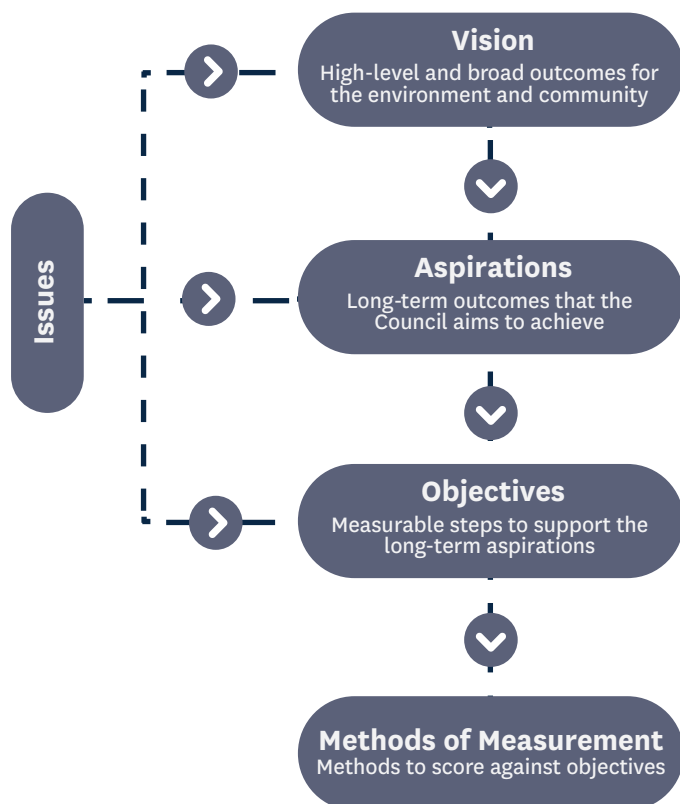 Vision
High-level and broad outcomes for
the environment and community
Issues
Aspirations
Long-term outcomes that the
Council aims to achieve
Objectives
Measurable steps to support the
long-term aspirations
Methods of Measurement
Methods to score against objectives